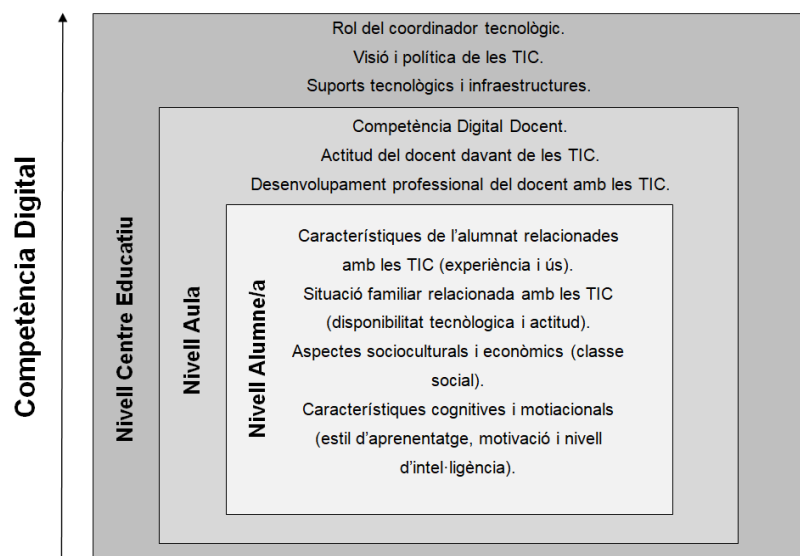 Competència Digital
Nivell Centre Educatiu
Rol del coordinador tecnològic.
Visió i política de les TIC.
Suports tecnològics i infraestructures.
Nivell Aula
Competència Digital Docent.
Actitud del docent davant de les TIC.
Desenvolupament professional del docent amb les TIC.
Nivell Alumne/a
Característiques de l’alumnat relacionades
amb les TIC (experiència i ús).
Situació familiar relacionada amb les TIC
(disponibilitat tecnòlogica i actitud).
Aspectes socioculturals i econòmics (classe
social).
Característiques cognitives i motiacionals
(estil d’aprenentatge, motivació i nivell
d’intel·ligència).